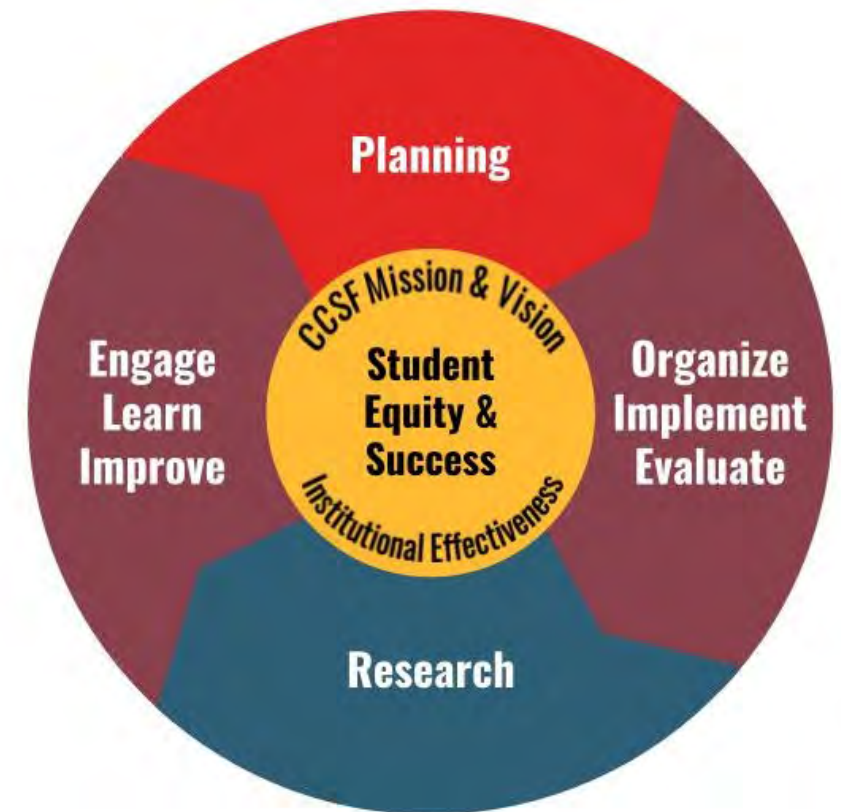 Planning
CCSF Mission & Vision
Student
Equity &
Success
Institutional Effectiveness
Engage
Learn
Improve
Organize
Implement
Evaluate
Research